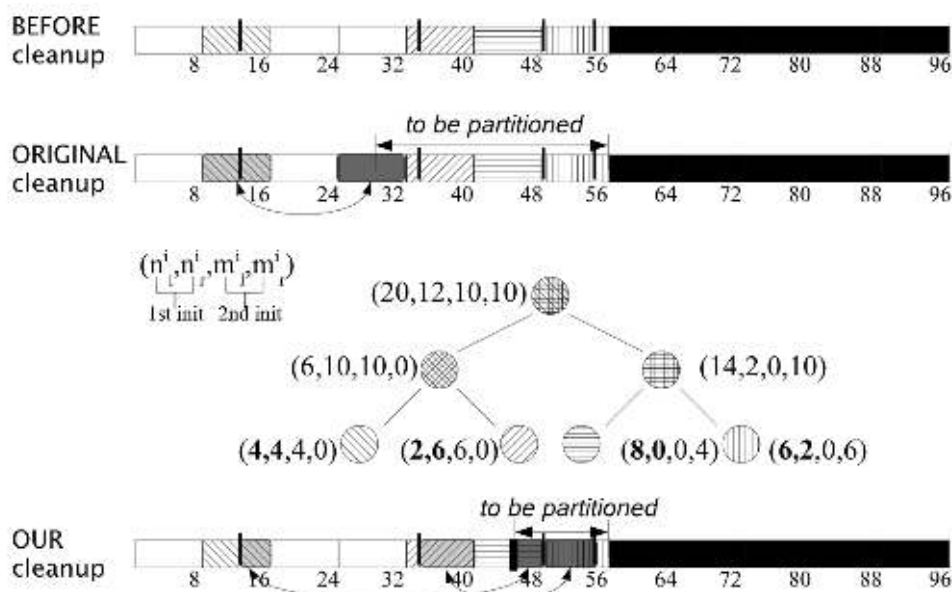 BEFORE
cleanup
8 16 24 32 40 48 56 64 72 80 88 96
to be partitioned
ORIGINAL
cleanup
8 16 24 32 40 48 56 64 72 80 88 96
(nⁱₗ,nⁱᵣ,mⁱₗ,mⁱᵣ)
1st init 2nd init
(20,12,10,10)
(6,10,10,0) (14,2,0,10)
(4,4,4,0) (2,6,6,0) (8,0,0,4) (6,2,0,6)
to be partitioned
OUR
cleanup
8 16 24 32 40 48 56 64 72 80 88 96